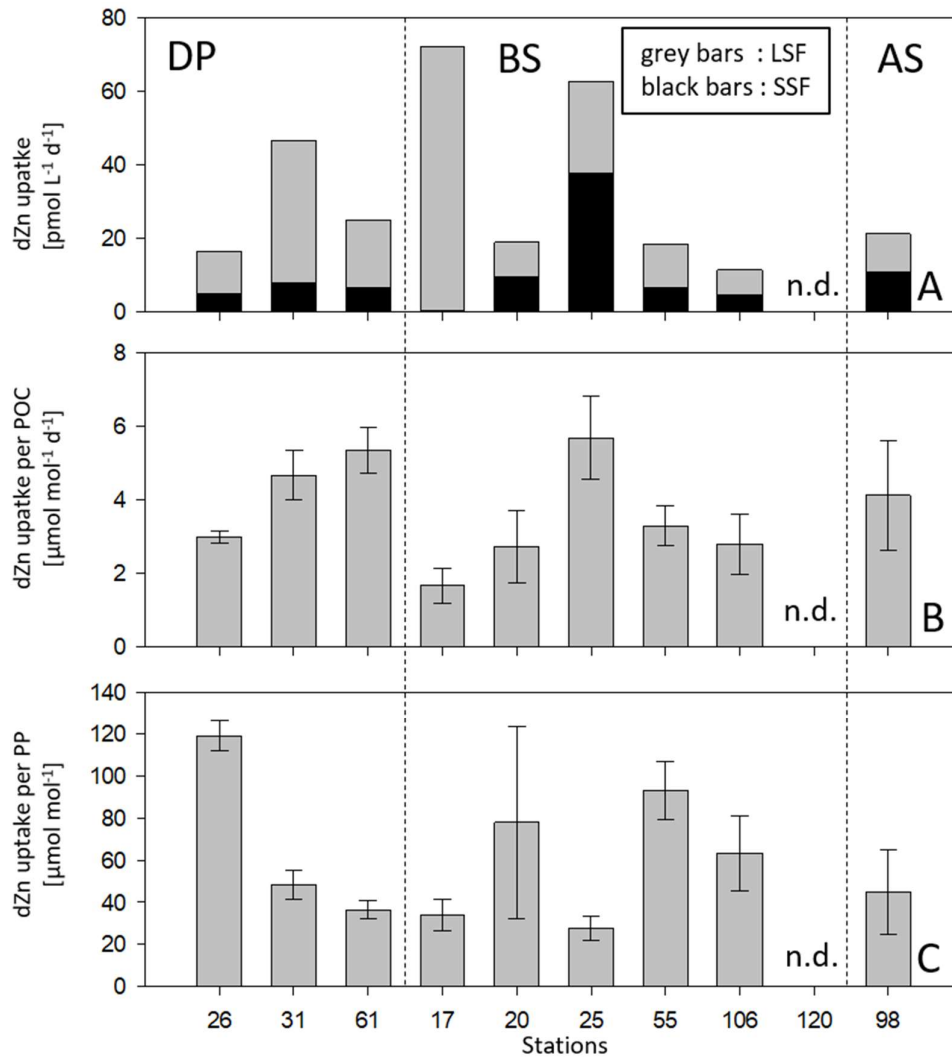 DP
BS
AS
grey bars : LSF
black bars : SSF
dZn upatke
[pmol L⁻¹ d⁻¹]
80
60
40
20
0
n.d.
A
dZn upatke per POC
[µmol mol⁻¹ d⁻¹]
8
6
4
2
0
n.d.
B
dZn uptake per PP
[µmol mol⁻¹]
140
120
100
80
60
40
20
0
n.d.
C
26 31 61 17 20 25 55 106 120 98
Stations